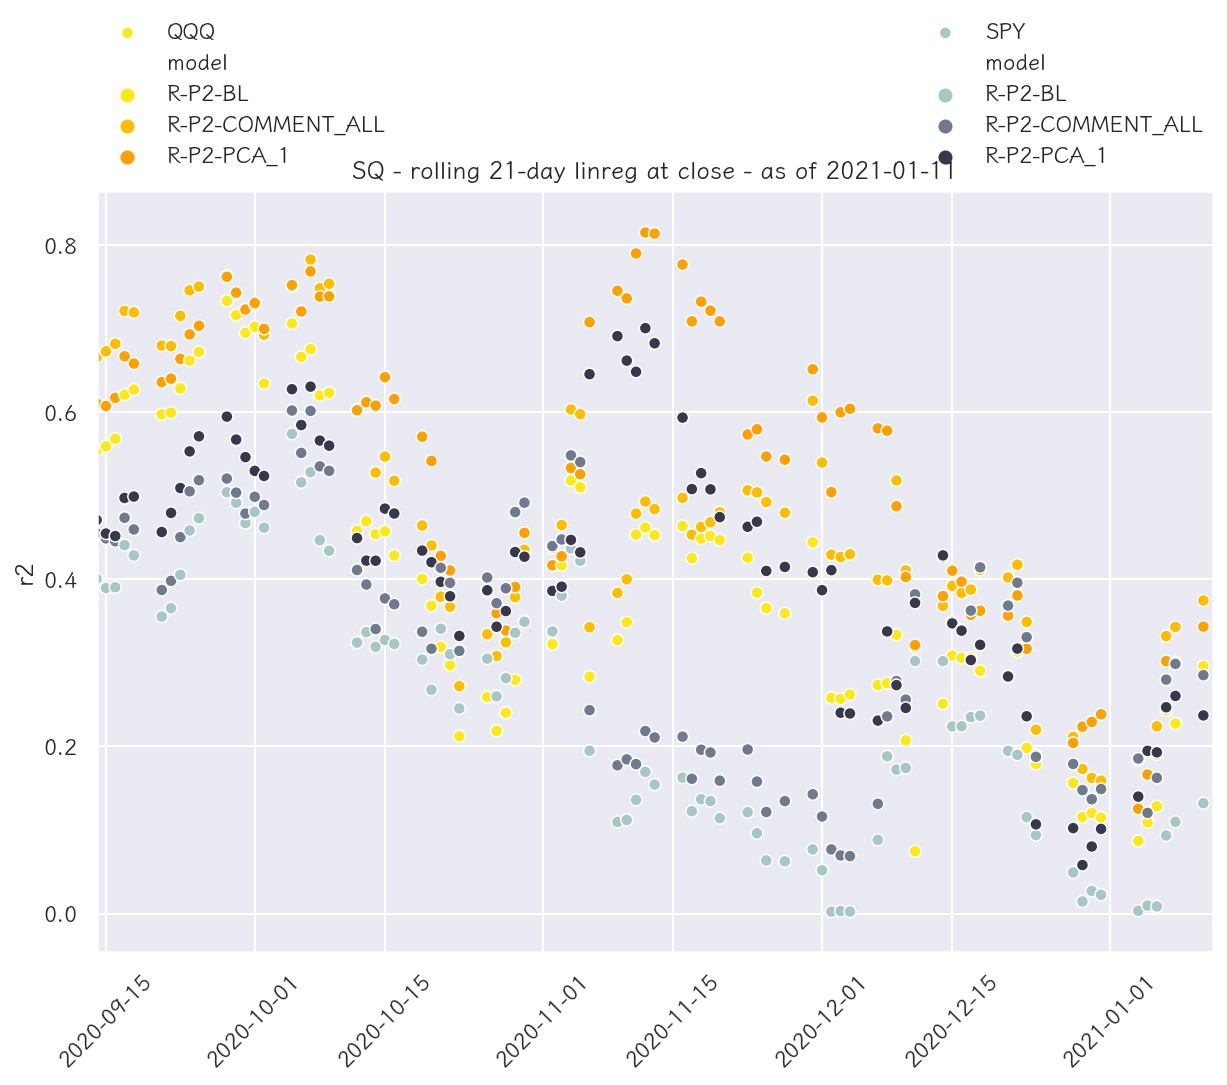 QQQ
model
R-P2-BL
R-P2-COMMENT_ALL
R-P2-PCA_1
SPY
model
R-P2-BL
R-P2-COMMENT_ALL
R-P2-PCA_1
SQ - rolling 21-day linreg at close - as of 2021-01-11
r2
0.8
0.6
0.4
0.2
0.0
2020-09-15
2020-10-01
2020-10-15
2020-11-01
2020-11-15
2020-12-01
2020-12-15
2021-01-01